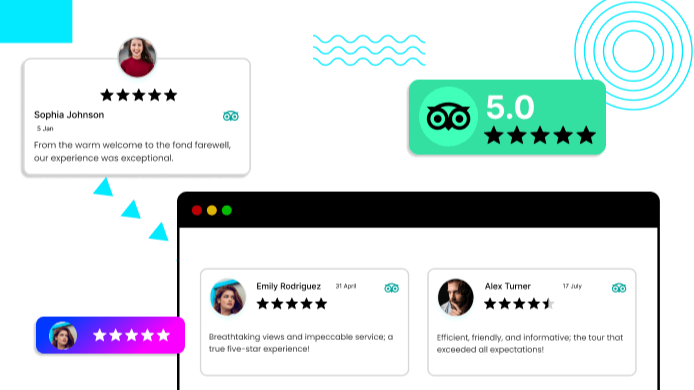 Sophia Johnson
5 Jan
From the warm welcome to the fond farewell,
our experience was exceptional.
5.0
Emily Rodriguez 31 April
Breathtaking views and impeccable service; a
true five-star experience!
Alex Turner 17 July
Efficient, friendly, and informative; the tour that
exceeded all expectations!